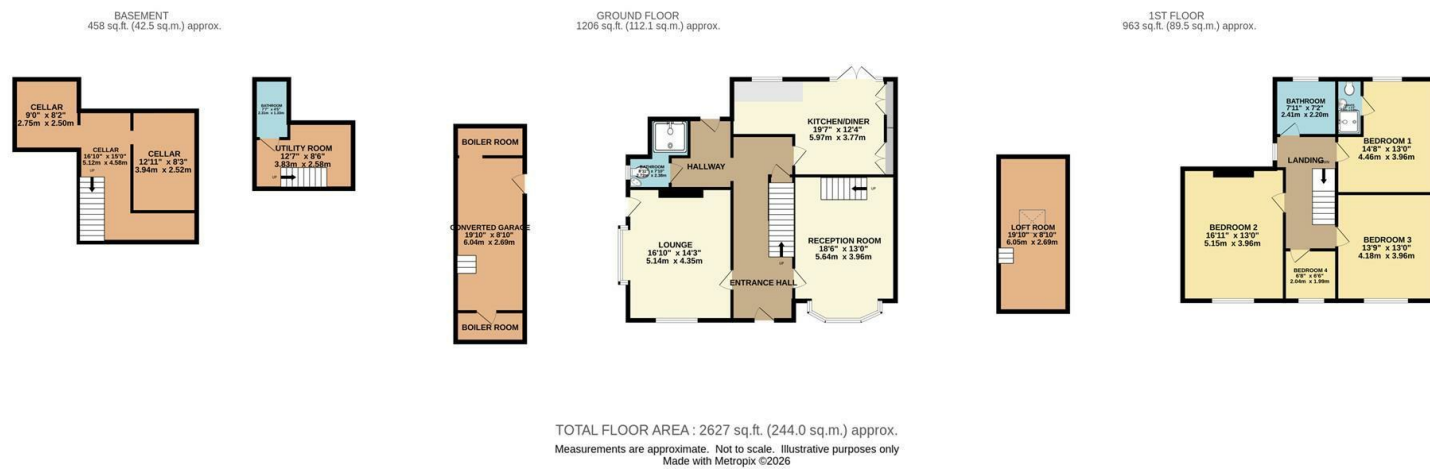 BASEMENT
458 sq.ft. (42.5 sq.m.) approx.
GROUND FLOOR
1206 sq.ft. (112.1 sq.m.) approx.
1ST FLOOR
963 sq.ft. (89.5 sq.m.) approx.
CELLAR
9'0" x 8'2"
2.75m x 2.50m
CELLAR
16'10" x 15'0"
5.12m x 4.58m
UP
CELLAR
12'11" x 8'3"
3.94m x 2.52m
BATHROOM
UTILITY ROOM
12'7" x 8'6"
3.83m x 2.58m
UP
BOILER ROOM
CONVERTED GARAGE
19'10" x 8'10"
6.04m x 2.69m
BOILER ROOM
KITCHEN/DINER
19'7" x 12'4"
5.97m x 3.77m
HALLWAY
BATHROOM
LOUNGE
16'10" x 14'3"
5.14m x 4.35m
UP
RECEPTION ROOM
18'6" x 13'0"
5.64m x 3.96m
UP
ENTRANCE HALL
LOFT ROOM
19'10" x 8'10"
6.05m x 2.69m
BATHROOM
7'11" x 7'2"
2.41m x 2.20m
BEDROOM 1
14'8" x 13'0"
4.46m x 3.96m
LANDING
BEDROOM 2
16'11" x 13'0"
5.15m x 3.96m
BEDROOM 3
13'9" x 13'0"
4.18m x 3.96m
BEDROOM 4
6'8" x 6'6"
2.04m x 1.99m
TOTAL FLOOR AREA : 2627 sq.ft. (244.0 sq.m.) approx.
Measurements are approximate. Not to scale. Illustrative purposes only
Made with Metropix ©2026